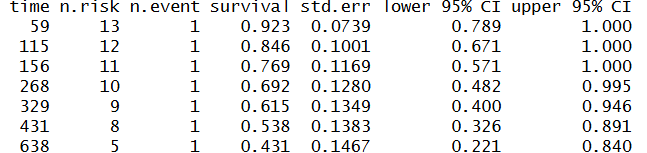 time n.risk n.event survival std.err lower 95% CI upper 95% CI
59 13 1 0.923 0.0739 0.789 1.000
115 12 1 0.846 0.1001 0.671 1.000
156 11 1 0.769 0.1169 0.571 1.000
268 10 1 0.692 0.1280 0.482 0.995
329 9 1 0.615 0.1349 0.400 0.946
431 8 1 0.538 0.1383 0.326 0.891
638 5 1 0.431 0.1467 0.221 0.840